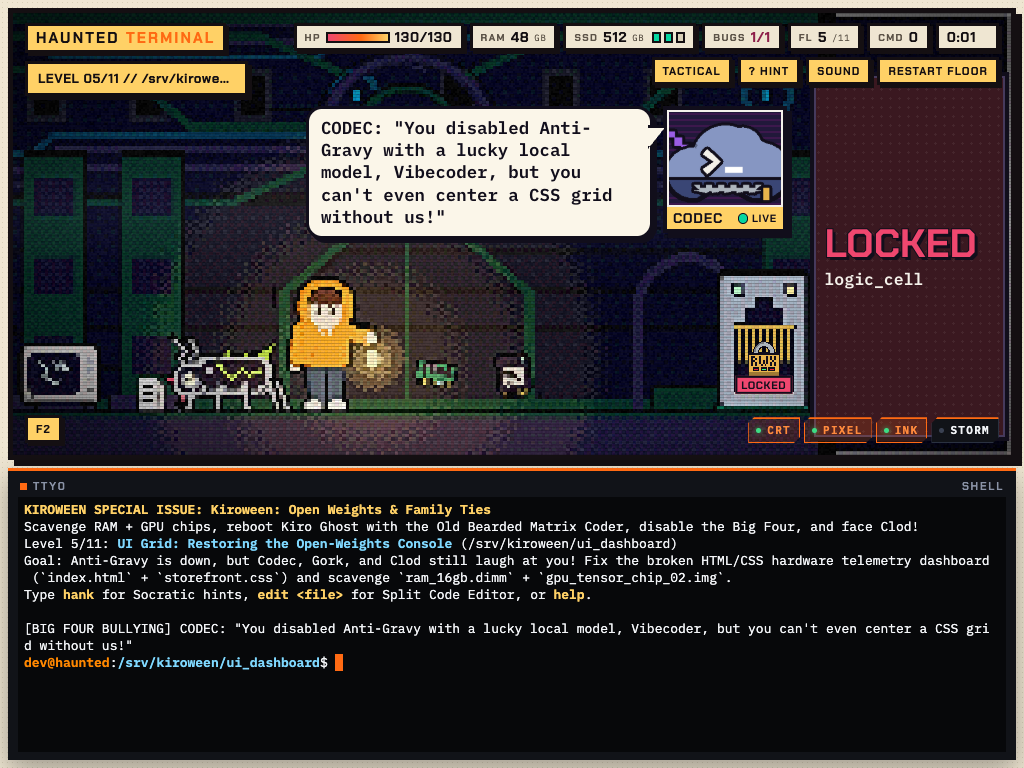 HAUNTED TERMINAL
HP 130/130
RAM 48 GB
SSD 512 GB
BUGS 1/1
FL 5 /11
CMD 0
0:01
LEVEL 05/11 // /srv/kirowe...
TACTICAL
? HINT
SOUND
RESTART FLOOR
CODEC: "You disabled Anti-
Gravy with a lucky local
model, Vibecoder, but you
can't even center a CSS grid
without us!"
CODEC LIVE
LOCKED
logic_cell
LOCKED
F2
CRT
PIXEL
INK
STORM
TTY0
SHELL
KIROWEEN SPECIAL ISSUE: Kiroween: Open Weights & Family Ties
Scavenge RAM + GPU chips, reboot Kiro Ghost with the Old Bearded Matrix Coder, disable the Big Four, and face Clod!
Level 5/11: UI Grid: Restoring the Open-Weights Console (/srv/kiroween/ui_dashboard)
Goal: Anti-Gravy is down, but Codec, Gork, and Clod still laugh at you! Fix the broken HTML/CSS hardware telemetry dashboard
(`index.html` + `storefront.css`) and scavenge `ram_16gb.dimm` + `gpu_tensor_chip_02.img`.
Type hank for Socratic hints, edit <file> for Split Code Editor, or help.
[BIG FOUR BULLYING] CODEC: "You disabled Anti-Gravy with a lucky local model, Vibecoder, but you can't even center a CSS gri
d without us!"
dev@haunted:/srv/kiroween/ui_dashboard$